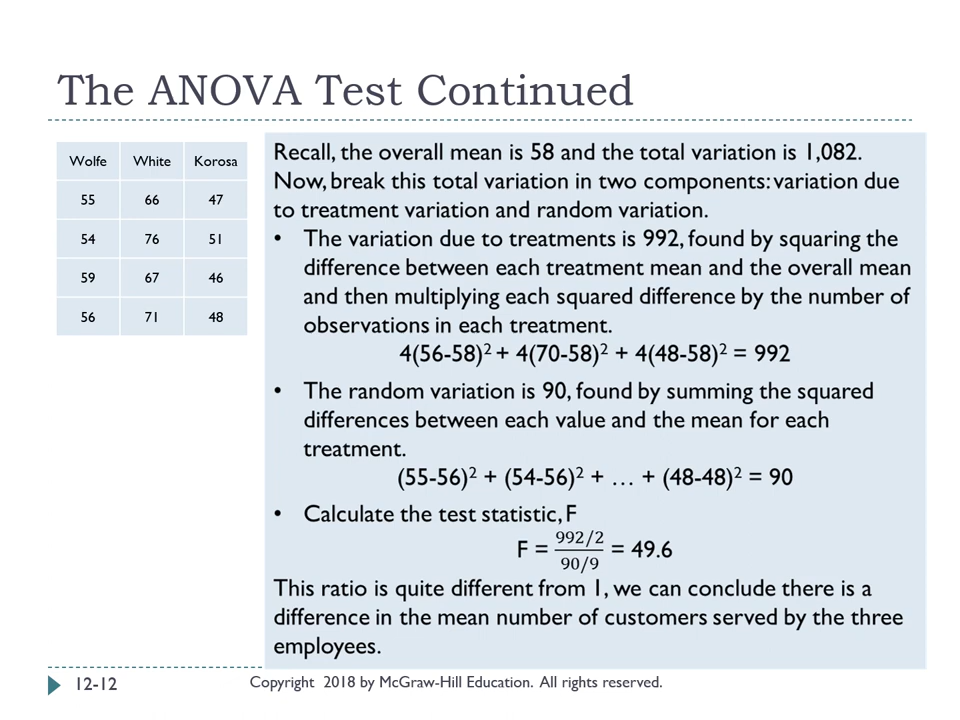 The ANOVA Test Continued
Wolfe White Korosa
55 66 47
54 76 51
59 67 46
56 71 48
Recall, the overall mean is 58 and the total variation is 1,082.
Now, break this total variation in two components: variation due
to treatment variation and random variation.
• The variation due to treatments is 992, found by squaring the
difference between each treatment mean and the overall mean
and then multiplying each squared difference by the number of
observations in each treatment.
4(56-58)² + 4(70-58)² + 4(48-58)² = 992
• The random variation is 90, found by summing the squared
differences between each value and the mean for each
treatment.
(55-56)² + (54-56)² + … + (48-48)² = 90
• Calculate the test statistic, F
F = 992/2 / 90/9 = 49.6
This ratio is quite different from 1, we can conclude there is a
difference in the mean number of customers served by the three
employees.
12-12 Copyright 2018 by McGraw-Hill Education. All rights reserved.